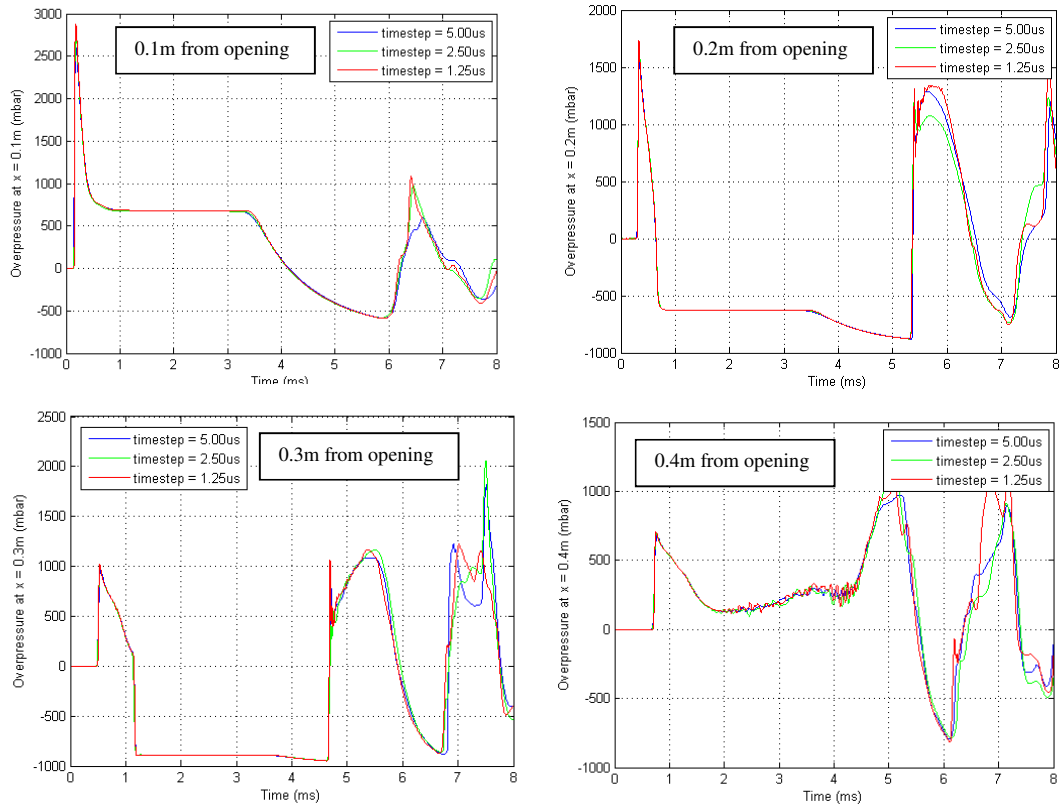 3000
2500
2000
1500
1000
500
0
-500
-1000
Overpressure at x = 0.1m (mbar)
0.1m from opening
timestep = 5.00us
timestep = 2.50us
timestep = 1.25us
0 1 2 3 4 5 6 7 8
Time (ms)
2000
1500
1000
500
0
-500
-1000
Overpressure at x = 0.2m (mbar)
0.2m from opening
timestep = 5.00us
timestep = 2.50us
timestep = 1.25us
0 1 2 3 4 5 6 7 8
Time (ms)
2500
2000
1500
1000
500
0
-500
-1000
Overpressure at x = 0.3m (mbar)
timestep = 5.00us
timestep = 2.50us
timestep = 1.25us
0.3m from opening
0 1 2 3 4 5 6 7 8
Time (ms)
1500
1000
500
0
-500
-1000
Overpressure at x = 0.4m (mbar)
0.4m from opening
timestep = 5.00us
timestep = 2.50us
timestep = 1.25us
0 1 2 3 4 5 6 7 8
Time (ms)